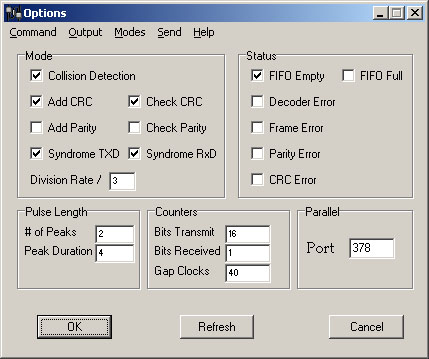 Options
Command Output Modes Send Help
Mode
Collision Detection
Add CRC Check CRC
Add Parity Check Parity
Syndrome TXD Syndrome RxD
Division Rate / 3
Status
FIFO Empty FIFO Full
Decoder Error
Frame Error
Parity Error
CRC Error
Pulse Length
# of Peaks 2
Peak Duration 4
Counters
Bits Transmit 16
Bits Received 1
Gap Clocks 40
Parallel
Port 378
OK Refresh Cancel